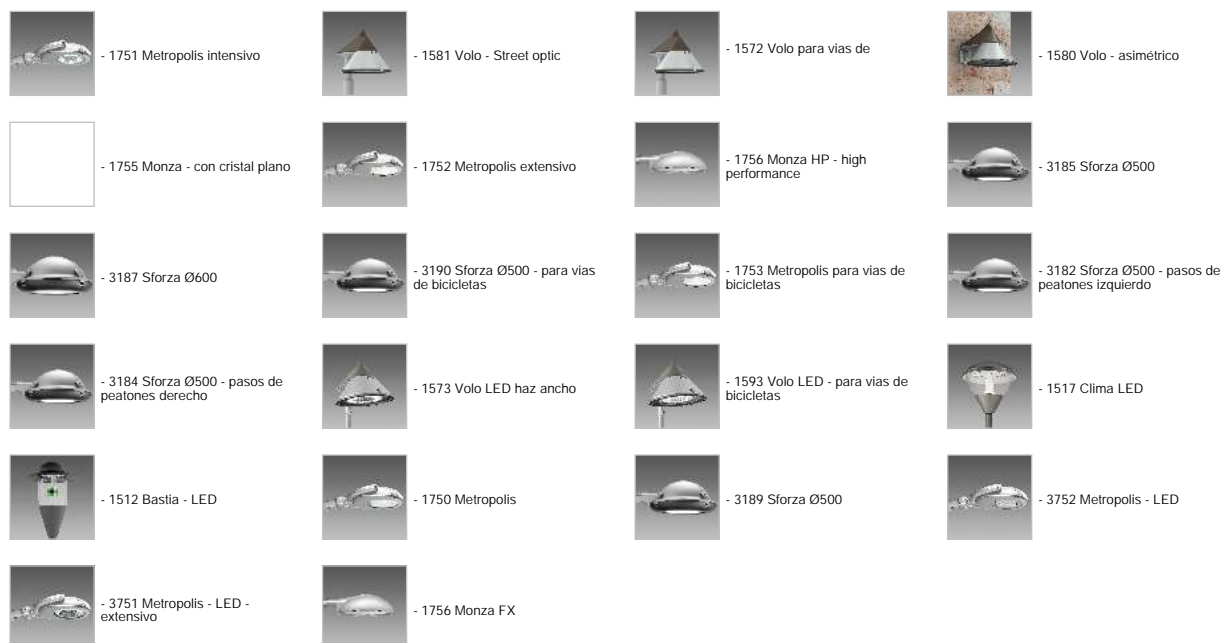 - 1751 Metropolis intensivo
- 1581 Volo - Street optic
- 1572 Volo para vias de
- 1580 Volo - asimétrico
- 1755 Monza - con cristal plano
- 1752 Metropolis extensivo
- 1756 Monza HP - high
performance
- 3185 Sforza Ø500
- 3187 Sforza Ø600
- 3190 Sforza Ø500 - para vias
de bicicletas
- 1753 Metropolis para vias de
bicicletas
- 3182 Sforza Ø500 - pasos de
peatones izquierdo
- 3184 Sforza Ø500 - pasos de
peatones derecho
- 1573 Volo LED haz ancho
- 1593 Volo LED - para vias de
bicicletas
- 1517 Clima LED
- 1512 Bastia - LED
- 1750 Metropolis
- 3189 Sforza Ø500
- 3752 Metropolis - LED
- 3751 Metropolis - LED -
extensivo
- 1756 Monza FX